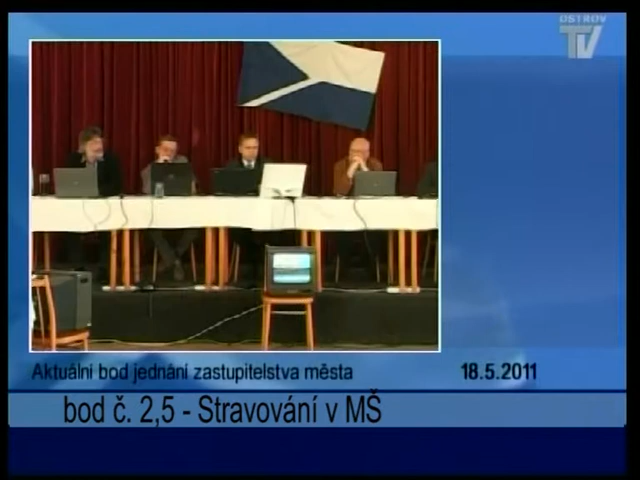 OSTROV
TV
Aktuální bod jednání zastupitelstva města
18.5.2011
bod č. 2,5 - Stravování v MŠ